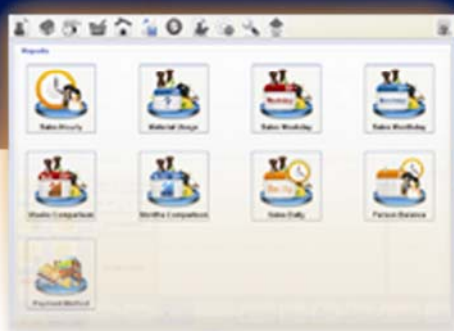 Reports
Sales Hourly
Material Usage
Sales Weekday
Sales Monthday
Weeks Comparison
Months Comparison
Sales Daily
Person Balance
Payment Method